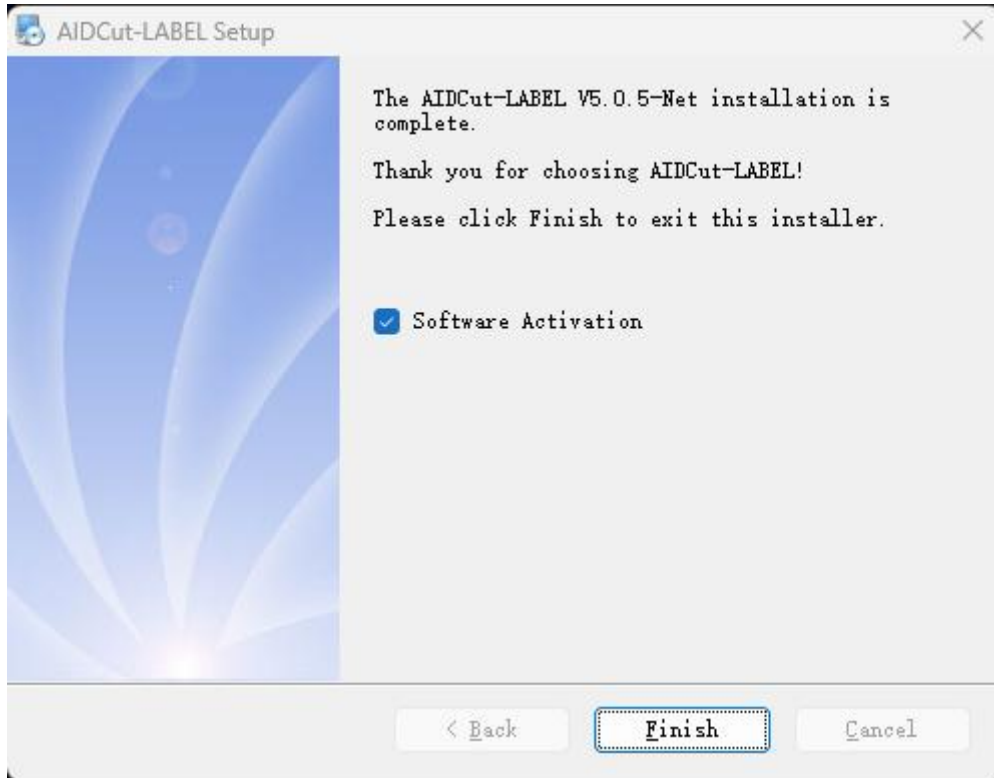 AIDCut-LABEL Setup
The AIDCut-LABEL V5.0.5-Net installation is
complete.
Thank you for choosing AIDCut-LABEL!
Please click Finish to exit this installer.
Software Activation
< Back
Finish
Cancel